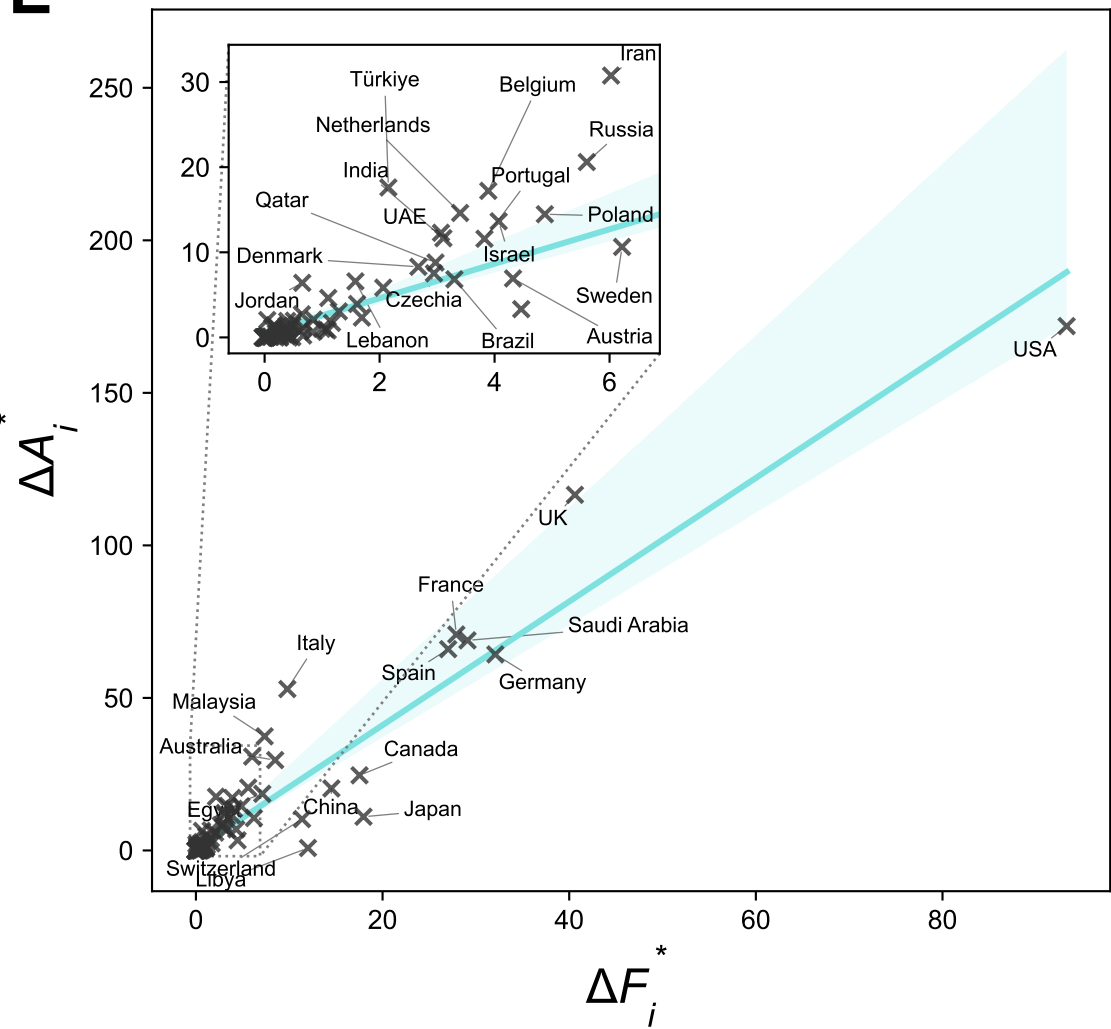 250
200
150
100
50
0
ΔA*i
30
20
10
0
Iran
Türkiye
Belgium
Netherlands
Russia
India
Portugal
Qatar
UAE
Poland
Denmark
Israel
Jordan
Czechia
Sweden
Lebanon
Brazil
Austria
0 2 4 6
USA
UK
France
Saudi Arabia
Italy
Spain
Germany
Malaysia
Australia
Canada
Egypt
China
Japan
Switzerland
Libya
0 20 40 60 80
ΔF*i